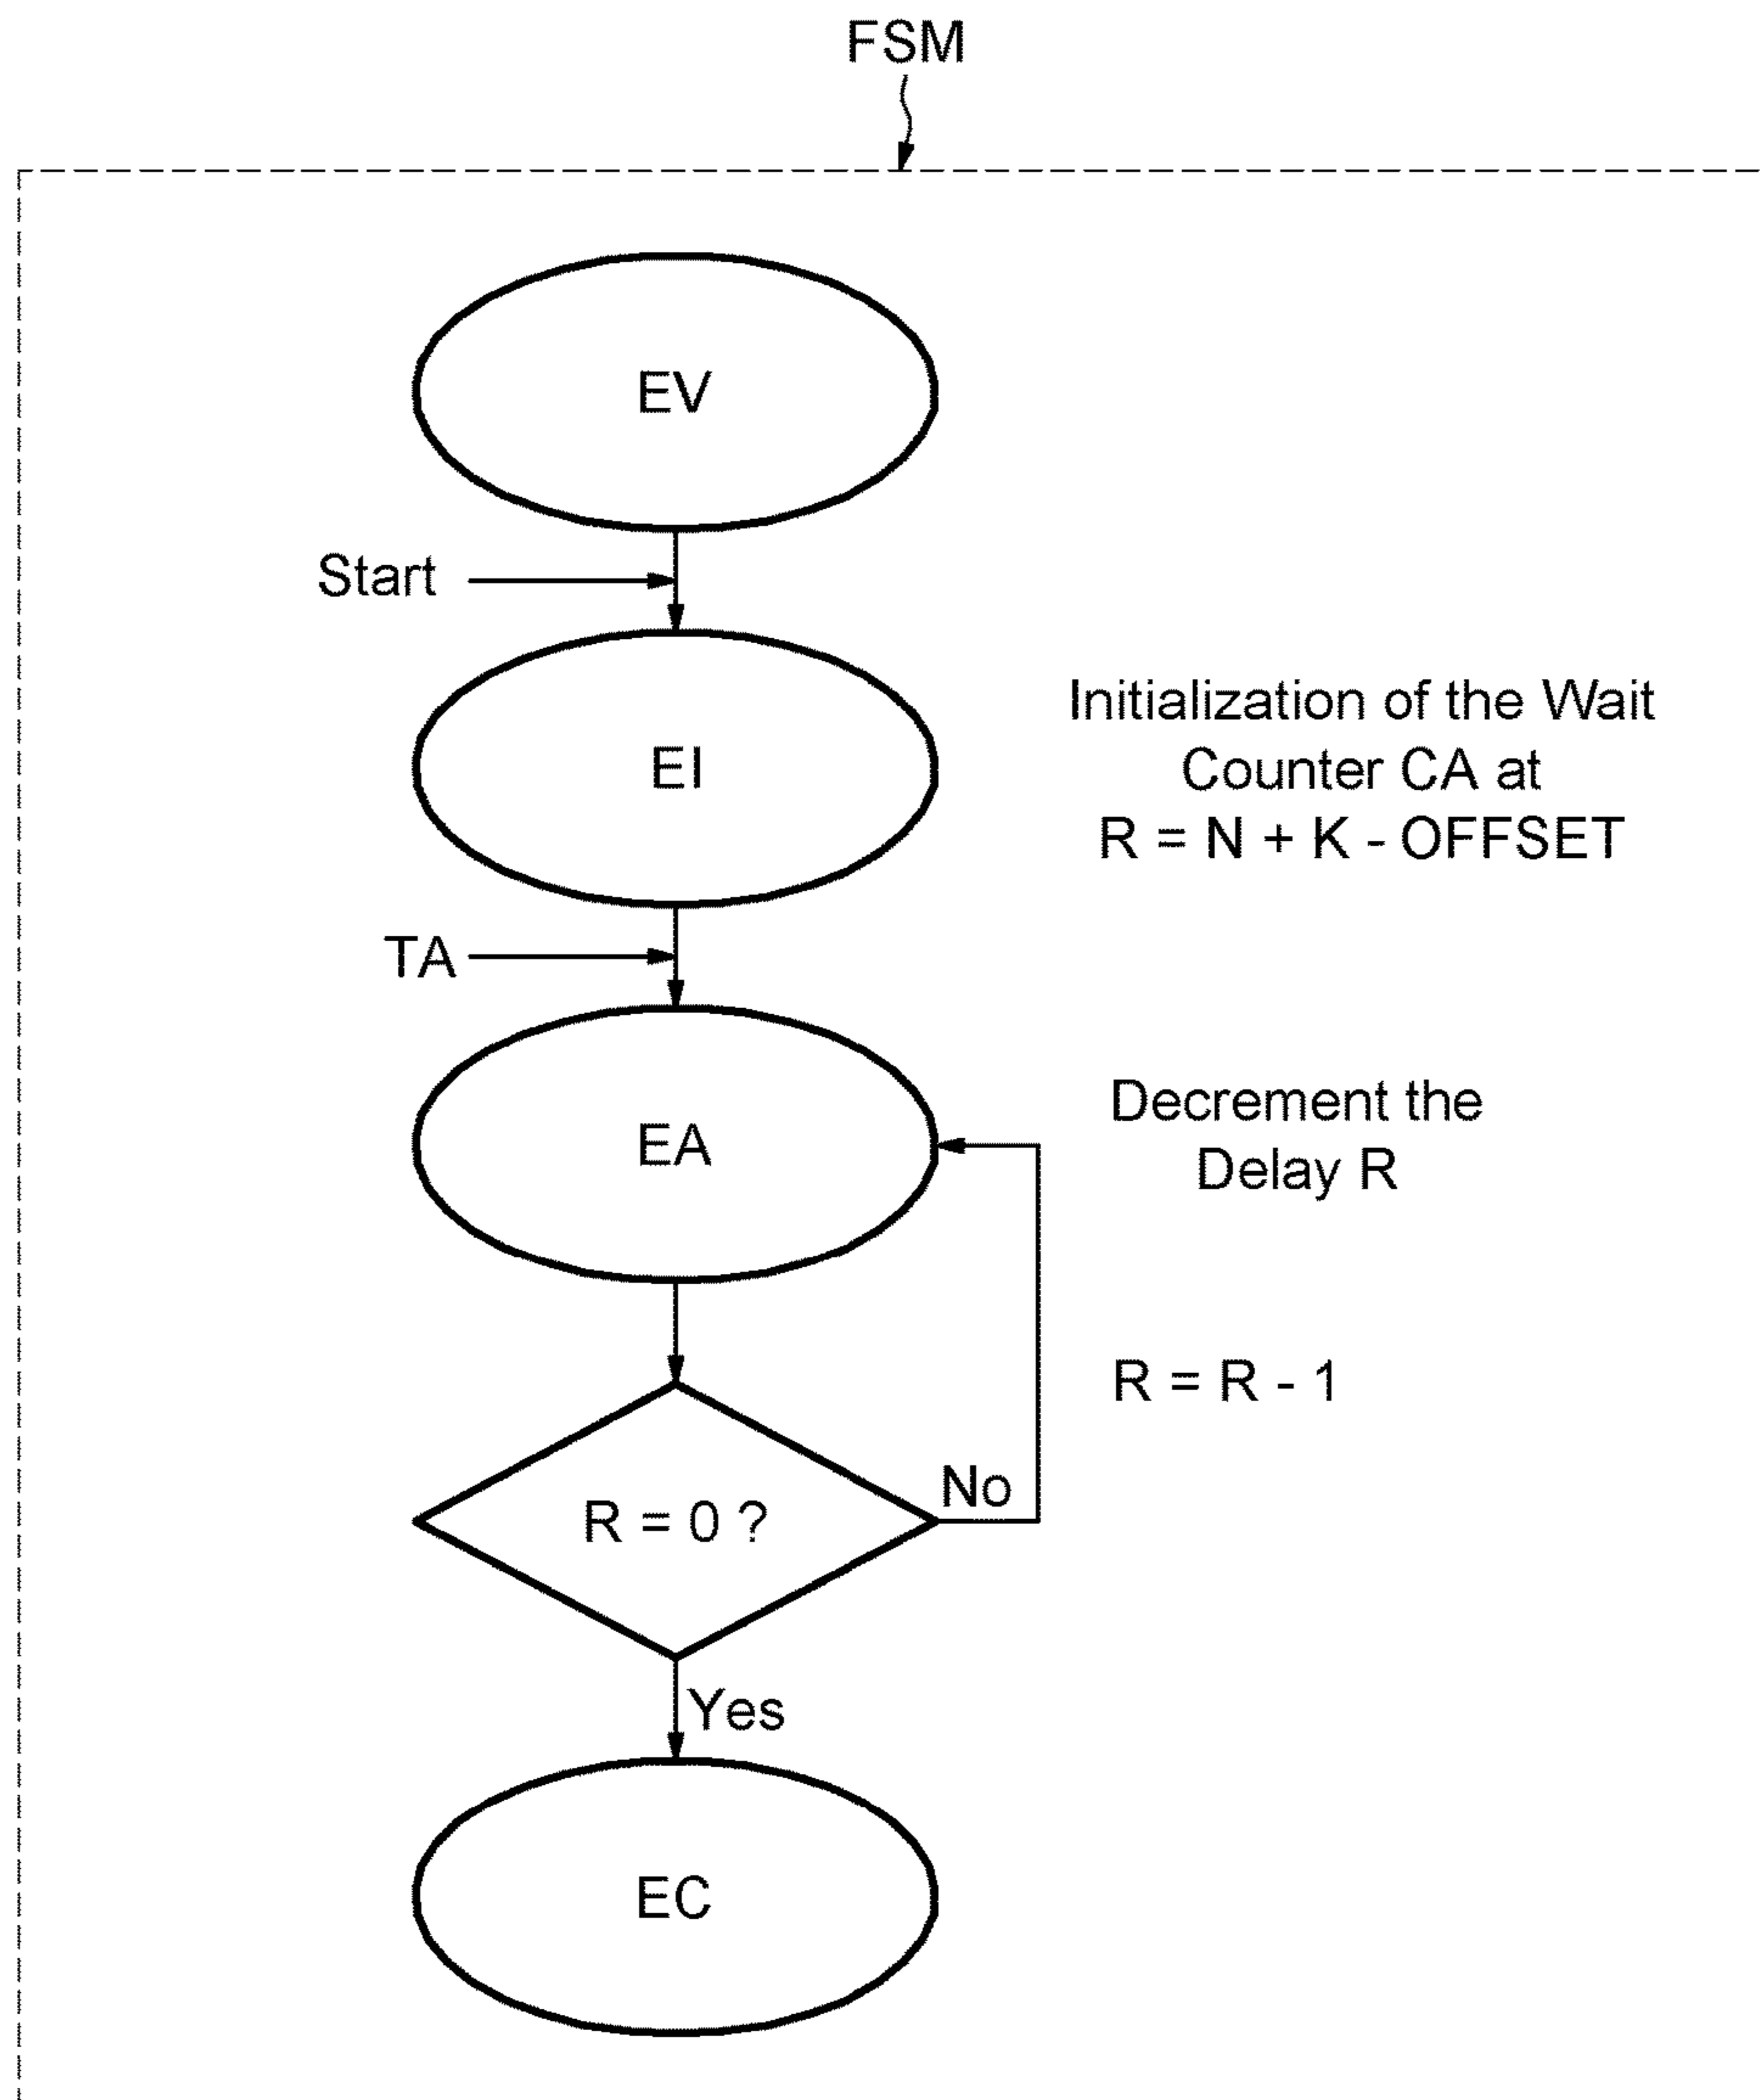 FSM
EV
Start
EI
Initialization of the Wait
Counter CA at
R = N + K - OFFSET
TA
EA
Decrement the
Delay R
R = R - 1
R = 0 ?
No
Yes
EC